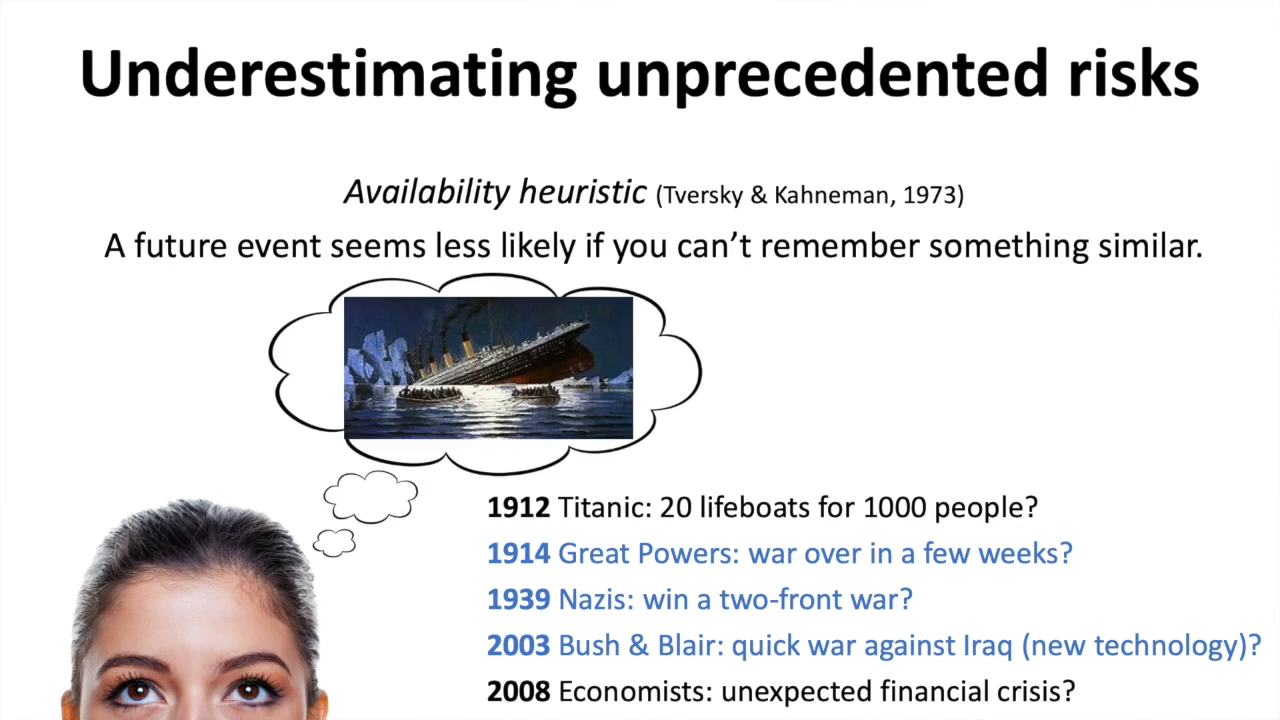 Underestimating unprecedented risks
Availability heuristic (Tversky & Kahneman, 1973)
A future event seems less likely if you can’t remember something similar.
1912 Titanic: 20 lifeboats for 1000 people?
1914 Great Powers: war over in a few weeks?
1939 Nazis: win a two-front war?
2003 Bush & Blair: quick war against Iraq (new technology)?
2008 Economists: unexpected financial crisis?